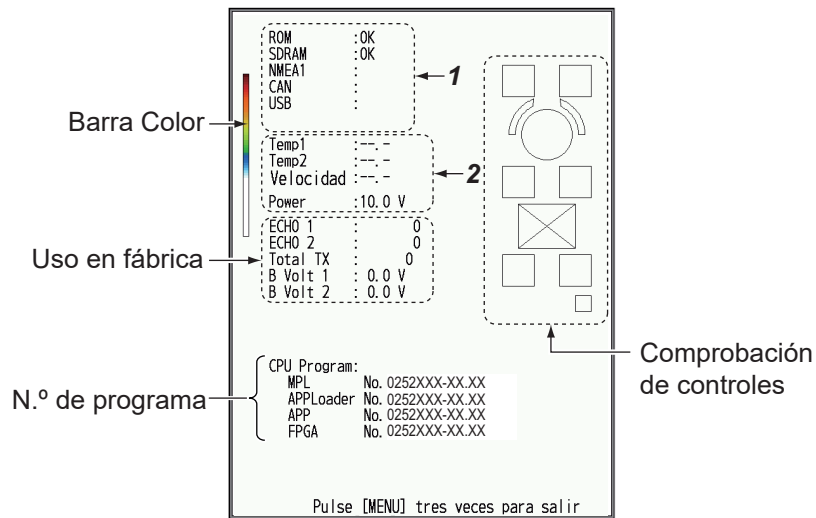 ROM :OK
SDRAM :OK
NMEA1 :
CAN :
USB :
1
Barra Color
Temp1 :--.-
Temp2 :--.-
Velocidad :--.-
Power :10.0 V
2
ECHO 1 : 0
ECHO 2 : 0
Total TX : 0
B Volt 1 : 0.0 V
B Volt 2 : 0.0 V
Uso en fábrica
Comprobación
de controles
CPU Program:
MPL No. 0252XXX-XX.XX
APPLoader No. 0252XXX-XX.XX
APP No. 0252XXX-XX.XX
FPGA No. 0252XXX-XX.XX
N.º de programa
Pulse [MENU] tres veces para salir